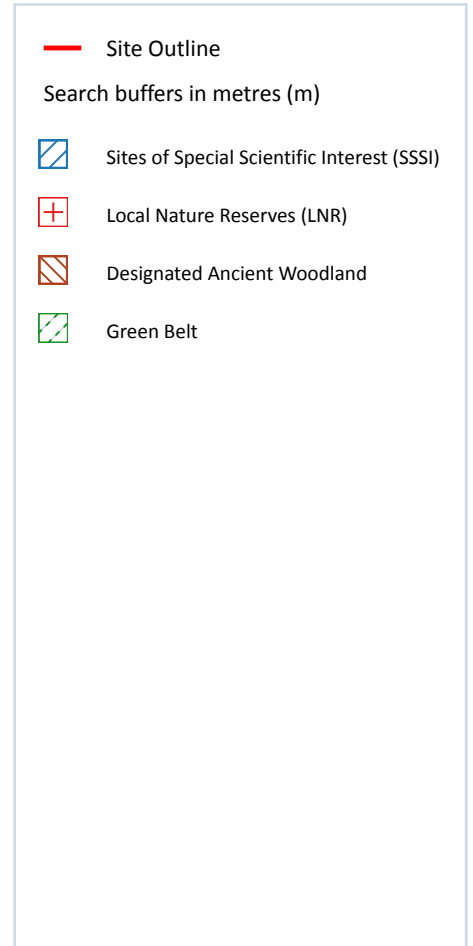 Site Outline
Search buffers in metres (m)
Sites of Special Scientific Interest (SSSI)
Local Nature Reserves (LNR)
Designated Ancient Woodland
Green Belt